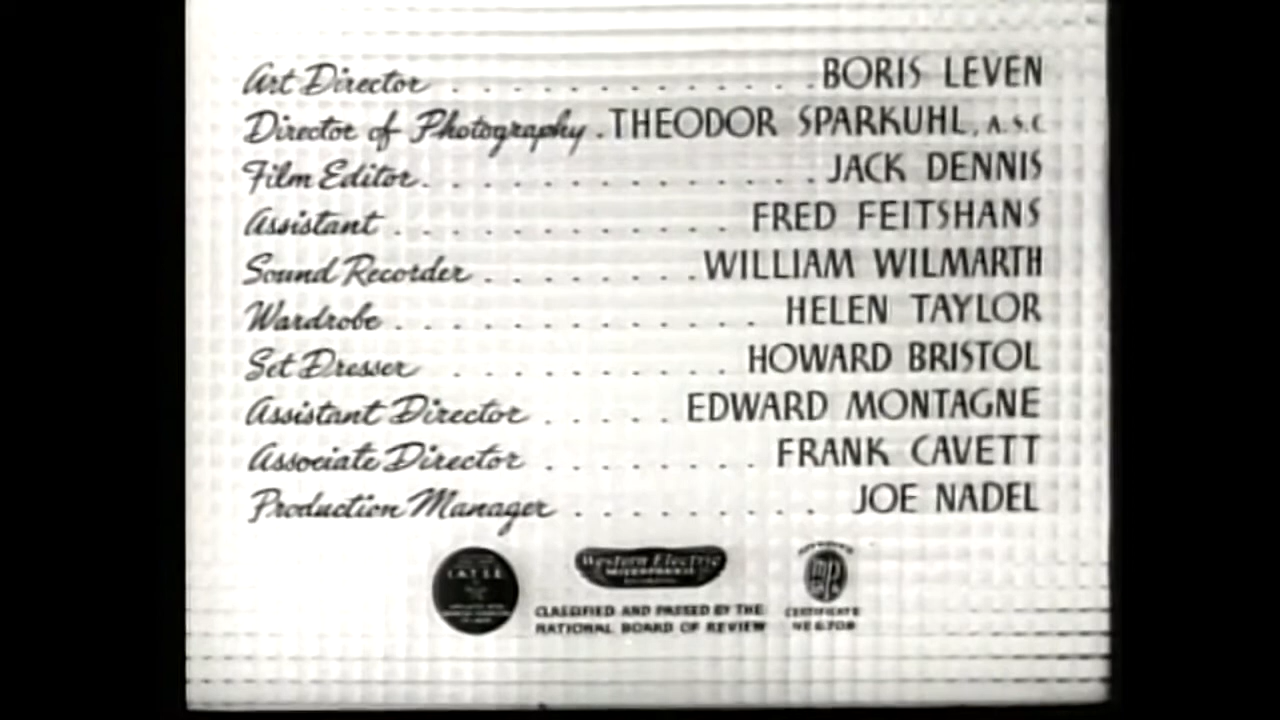 Art Director . . . . . . . . . . . . . BORIS LEVEN
Director of Photography . THEODOR SPARKUHL, A.S.C
Film Editor . . . . . . . . . . . . . . JACK DENNIS
Assistant . . . . . . . . . . . . FRED FEITSHANS
Sound Recorder . . . . . . . . WILLIAM WILMARTH
Wardrobe . . . . . . . . . . . . . HELEN TAYLOR
Set Dresser . . . . . . . . . . HOWARD BRISTOL
Assistant Director . . . . . EDWARD MONTAGNE
Associate Director . . . . . . . . FRANK CAVETT
Production Manager . . . . . . . . . JOE NADEL
I.A.T.S.E.
Western Electric
CLASSIFIED AND PASSED BY THE
NATIONAL BOARD OF REVIEW
CERTIFICATE